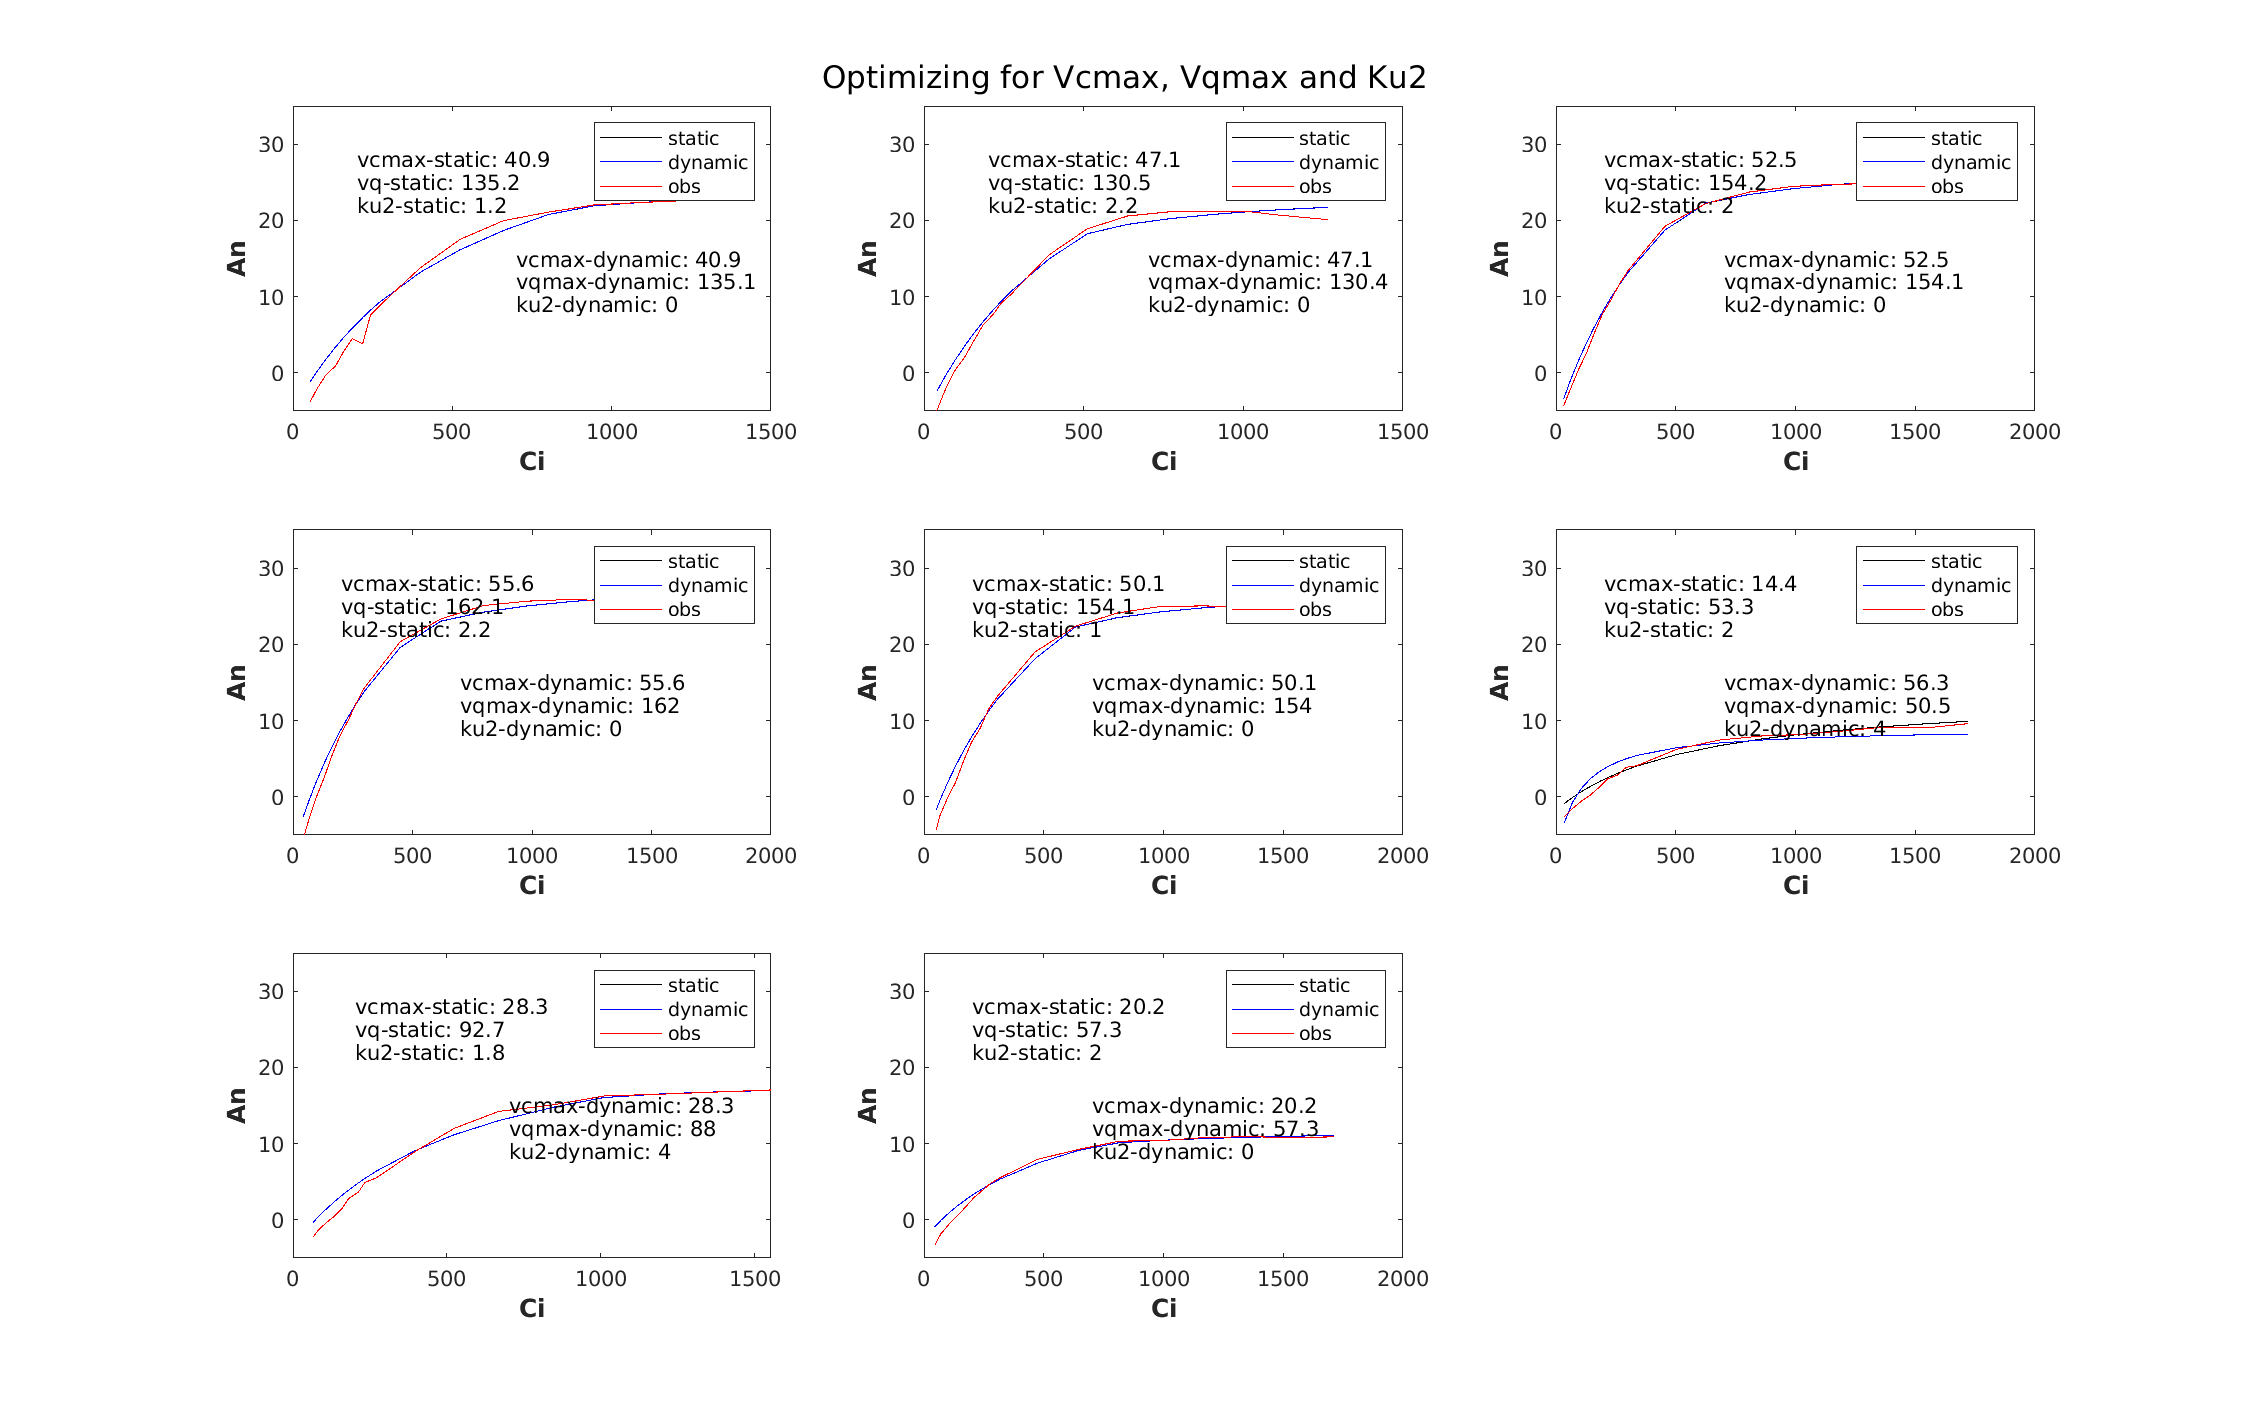 Optimizing for Vcmax, Vqmax and Ku2
30
20
10
0
An
vcmax-static: 40.9
vq-static: 135.2
ku2-static: 1.2
static
dynamic
obs
vcmax-dynamic: 40.9
vqmax-dynamic: 135.1
ku2-dynamic: 0
0 500 1000 1500
Ci
30
20
10
0
An
vcmax-static: 47.1
vq-static: 130.5
ku2-static: 2.2
static
dynamic
obs
vcmax-dynamic: 47.1
vqmax-dynamic: 130.4
ku2-dynamic: 0
0 500 1000 1500
Ci
30
20
10
0
An
vcmax-static: 52.5
vq-static: 154.2
ku2-static: 2
static
dynamic
obs
vcmax-dynamic: 52.5
vqmax-dynamic: 154.1
ku2-dynamic: 0
0 500 1000 1500 2000
Ci
30
20
10
0
An
vcmax-static: 55.6
vq-static: 162.1
ku2-static: 2.2
static
dynamic
obs
vcmax-dynamic: 55.6
vqmax-dynamic: 162
ku2-dynamic: 0
0 500 1000 1500 2000
Ci
30
20
10
0
An
vcmax-static: 50.1
vq-static: 154.1
ku2-static: 1
static
dynamic
obs
vcmax-dynamic: 50.1
vqmax-dynamic: 154
ku2-dynamic: 0
0 500 1000 1500 2000
Ci
30
20
10
0
An
vcmax-static: 14.4
vq-static: 53.3
ku2-static: 2
static
dynamic
obs
vcmax-dynamic: 56.3
vqmax-dynamic: 50.5
ku2-dynamic: 4
0 500 1000 1500 2000
Ci
30
20
10
0
An
vcmax-static: 28.3
vq-static: 92.7
ku2-static: 1.8
static
dynamic
obs
vcmax-dynamic: 28.3
vqmax-dynamic: 88
ku2-dynamic: 4
0 500 1000 1500
Ci
30
20
10
0
An
vcmax-static: 20.2
vq-static: 57.3
ku2-static: 2
static
dynamic
obs
vcmax-dynamic: 20.2
vqmax-dynamic: 57.3
ku2-dynamic: 0
0 500 1000 1500 2000
Ci